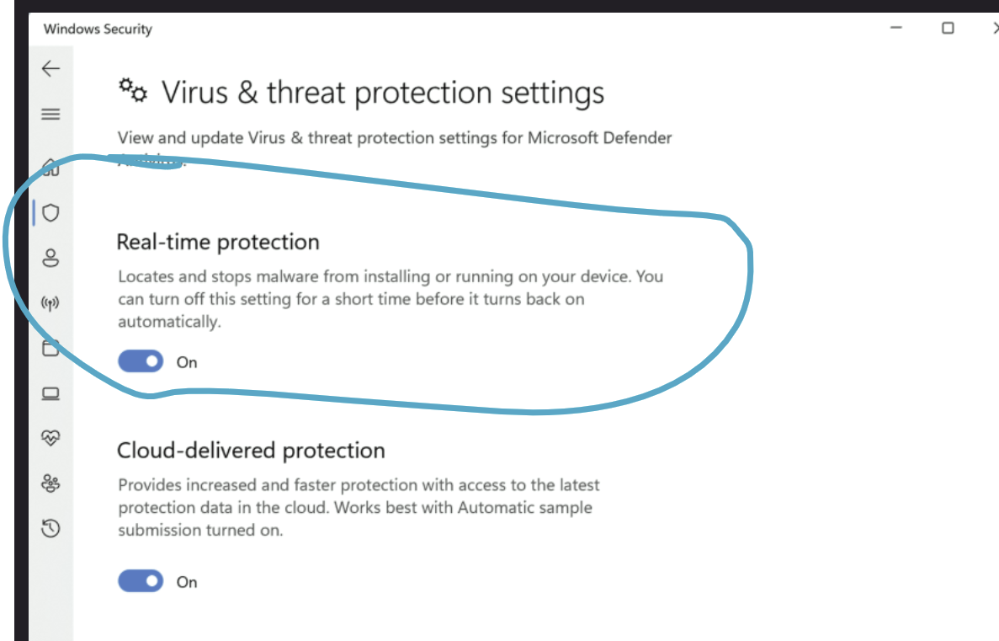 Windows Security
Virus & threat protection settings
View and update Virus & threat protection settings for Microsoft Defender
Real-time protection
Locates and stops malware from installing or running on your device. You
can turn off this setting for a short time before it turns back on
automatically.
On
Cloud-delivered protection
Provides increased and faster protection with access to the latest
protection data in the cloud. Works best with Automatic sample
submission turned on.
On